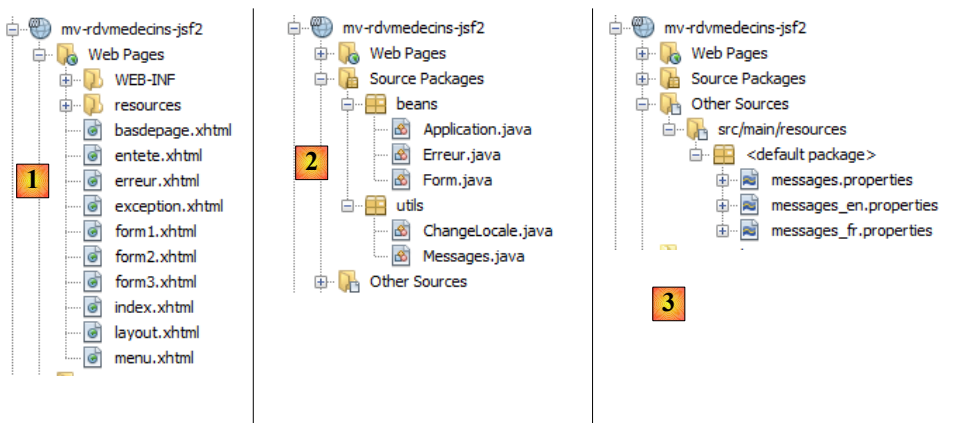 mv-rdvmedecins-jsf2
Web Pages
WEB-INF
resources
basdepage.xhtml
entete.xhtml
erreur.xhtml
exception.xhtml
form1.xhtml
form2.xhtml
form3.xhtml
index.xhtml
layout.xhtml
menu.xhtml
1
mv-rdvmedecins-jsf2
Web Pages
Source Packages
beans
Application.java
Erreur.java
Form.java
utils
ChangeLocale.java
Messages.java
Other Sources
2
mv-rdvmedecins-jsf2
Web Pages
Source Packages
Other Sources
src/main/resources
<default package>
messages.properties
messages_en.properties
messages_fr.properties
3